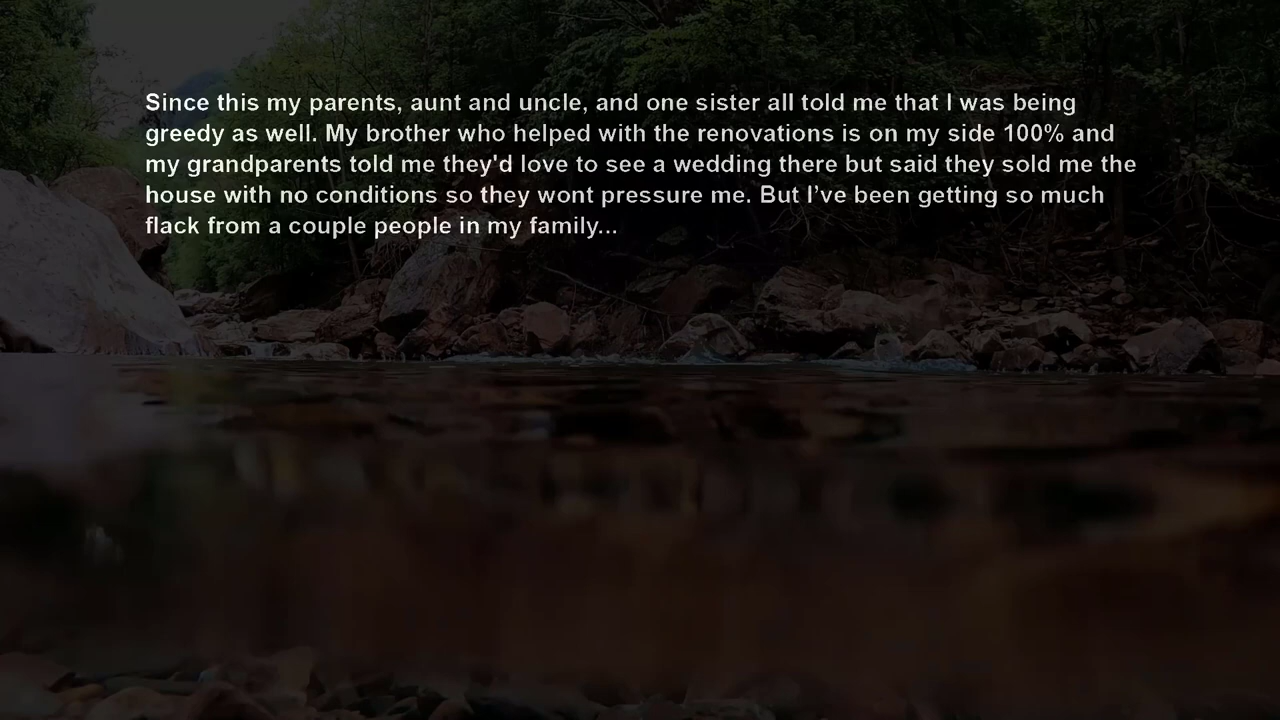 Since this my parents, aunt and uncle, and one sister all told me that I was being
greedy as well. My brother who helped with the renovations is on my side 100% and
my grandparents told me they'd love to see a wedding there but said they sold me the
house with no conditions so they wont pressure me. But I’ve been getting so much
flack from a couple people in my family...